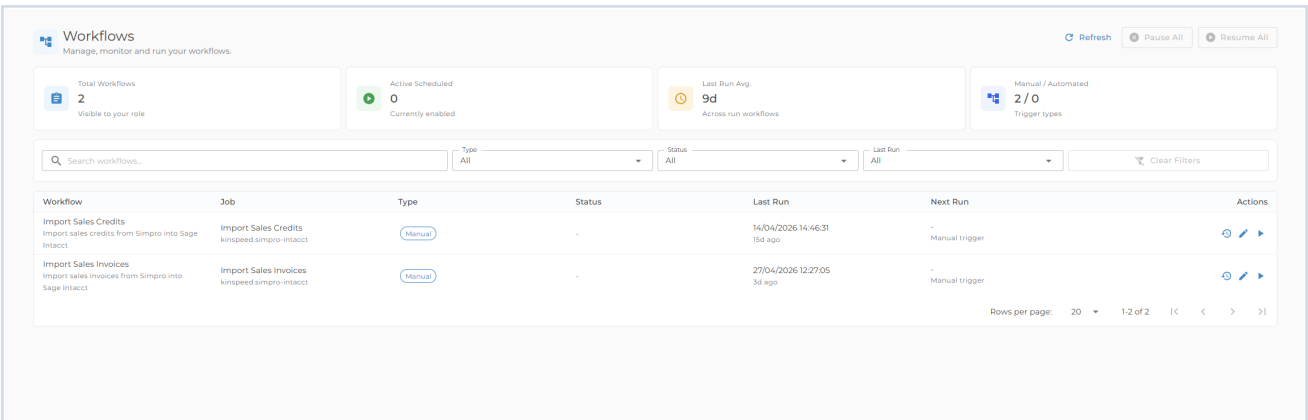 Workflows
Manage, monitor and run your workflows.
Refresh
Pause All
Resume All
Total Workflows
2
Visible to your role
Active Scheduled
0
Currently enabled
Last Run Avg.
9d
Across run workflows
Manual / Automated
2 / 0
Trigger types
Search workflows...
Type
All
Status
All
Last Run
All
Clear Filters
Workflow Job Type Status Last Run Next Run Actions
Import Sales Credits
Import sales credits from Simpro into Sage
Intacct
Import Sales Credits
kinspeed.simpro-intacct
Manual
-
14/04/2026 14:46:31
15d ago
-
Manual trigger
Import Sales Invoices
Import sales invoices from Simpro into
Sage Intacct
Import Sales Invoices
kinspeed.simpro-intacct
Manual
-
27/04/2026 12:27:05
3d ago
-
Manual trigger
Rows per page: 20 1-2 of 2